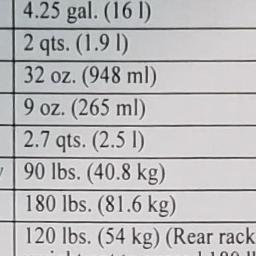 4.25 gal. (16 l)
2 qts. (1.9 l)
32 oz. (948 ml)
9 oz. (265 ml)
2.7 qts. (2.5 l)
90 lbs. (40.8 kg)
180 lbs. (81.6 kg)
120 lbs. (54 kg) (Rear rack